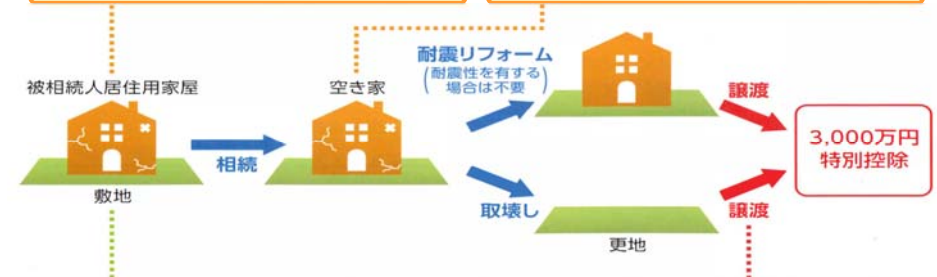 耐震リフォーム
(耐震性を有する
場合は不要)
被相続人居住用家屋
空き家
譲渡
相続
3,000万円
特別控除
敷地
取壊し
譲渡
更地